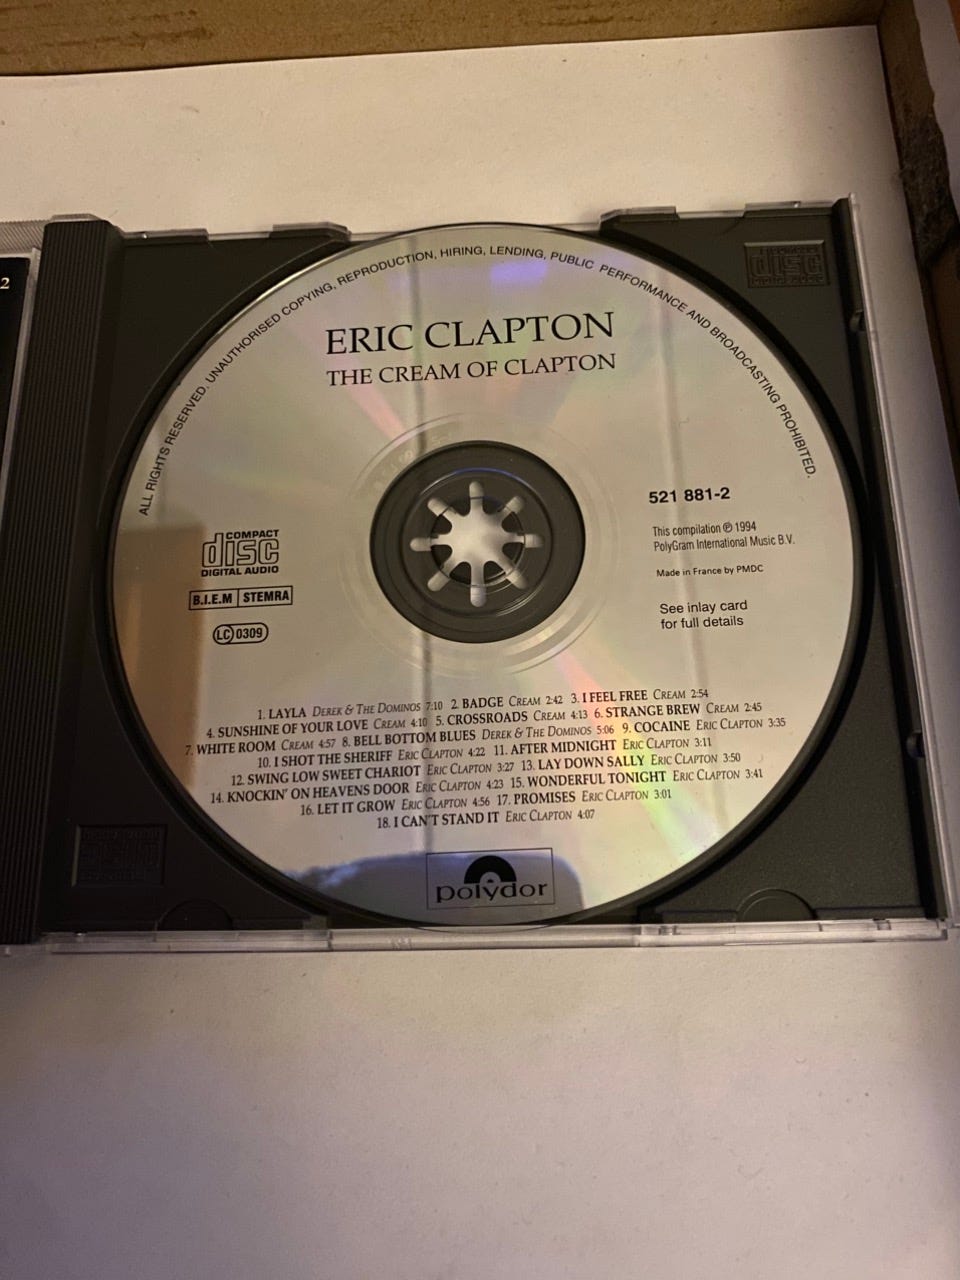 2
ALL RIGHTS RESERVED. UNAUTHORISED COPYING, REPRODUCTION, HIRING, LENDING, PUBLIC PERFORMANCE AND BROADCASTING PROHIBITED.
ERIC CLAPTON
THE CREAM OF CLAPTON
521 881-2
This compilation ℗ 1994
PolyGram International Music B.V.
Made in France by PMDC
See inlay card
for full details
COMPACT
disc
DIGITAL AUDIO
B.I.E.M STEMRA
LC 0309
1. LAYLA DEREK & THE DOMINOS 7:10 2. BADGE CREAM 2:42 3. I FEEL FREE CREAM 2:54
4. SUNSHINE OF YOUR LOVE CREAM 4:10 5. CROSSROADS CREAM 4:13 6. STRANGE BREW CREAM 2:45
7. WHITE ROOM CREAM 4:57 8. BELL BOTTOM BLUES DEREK & THE DOMINOS 5:06 9. COCAINE ERIC CLAPTON 3:35
10. I SHOT THE SHERIFF ERIC CLAPTON 4:22 11. AFTER MIDNIGHT ERIC CLAPTON 3:11
12. SWING LOW SWEET CHARIOT ERIC CLAPTON 3:27 13. LAY DOWN SALLY ERIC CLAPTON 3:50
14. KNOCKIN' ON HEAVENS DOOR ERIC CLAPTON 4:23 15. WONDERFUL TONIGHT ERIC CLAPTON 3:41
16. LET IT GROW ERIC CLAPTON 4:56 17. PROMISES ERIC CLAPTON 3:01
18. I CAN'T STAND IT ERIC CLAPTON 4:07
polydor